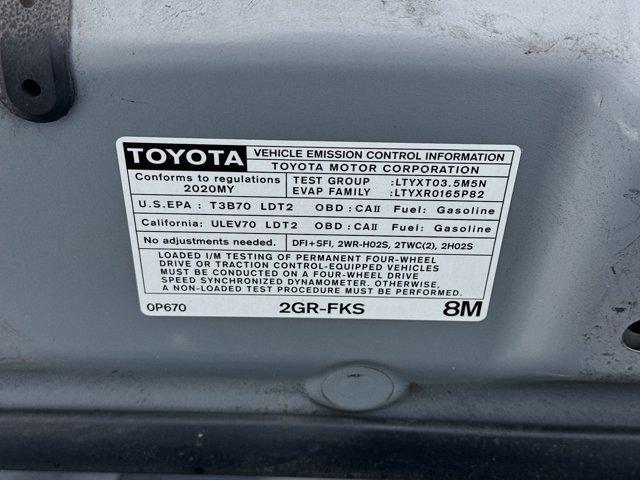 TOYOTA VEHICLE EMISSION CONTROL INFORMATION
TOYOTA MOTOR CORPORATION
Conforms to regulations
2020MY
TEST GROUP :LTYXT03.5M5N
EVAP FAMILY :LTYXR0165P82
U.S.EPA : T3B70 LDT2 OBD : CAII Fuel: Gasoline
California: ULEV70 LDT2 OBD : CAII Fuel: Gasoline
No adjustments needed. DFI+SFI, 2WR-HO2S, 2TWC(2), 2HO2S
LOADED I/M TESTING OF PERMANENT FOUR-WHEEL
DRIVE OR TRACTION CONTROL-EQUIPPED VEHICLES
MUST BE CONDUCTED ON A FOUR-WHEEL DRIVE
SPEED SYNCHRONIZED DYNAMOMETER. OTHERWISE,
A NON-LOADED TEST PROCEDURE MUST BE PERFORMED.
0P670 2GR-FKS 8M